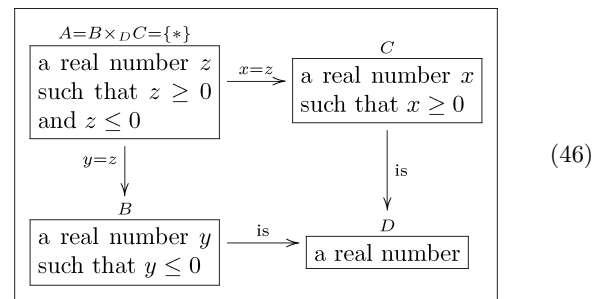 A=B×_D C={*}
a real number z
such that z ≥ 0
and z ≤ 0
x=z
C
a real number x
such that x ≥ 0
y=z
is
(46)
B
a real number y
such that y ≤ 0
is
D
a real number